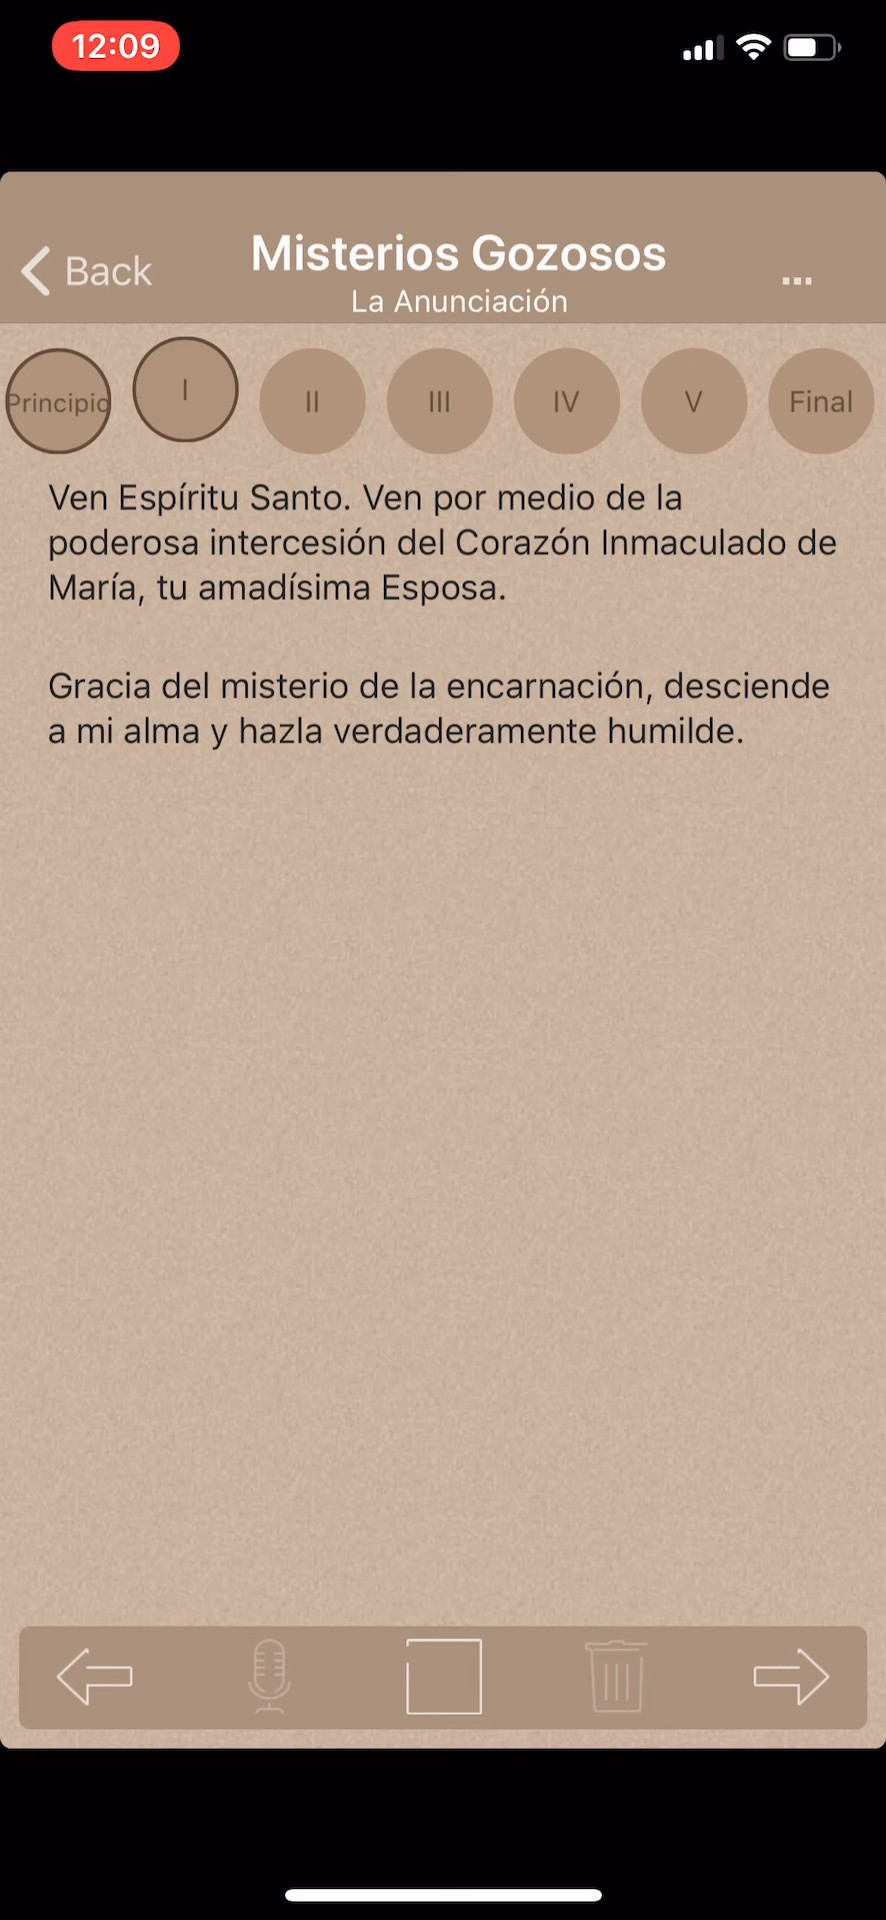 12:09
Back
Misterios Gozosos
La Anunciación
...
Principio
I
II
III
IV
V
Final
Ven Espíritu Santo. Ven por medio de la
poderosa intercesión del Corazón Inmaculado de
María, tu amadísima Esposa.
Gracia del misterio de la encarnación, desciende
a mi alma y hazla verdaderamente humilde.